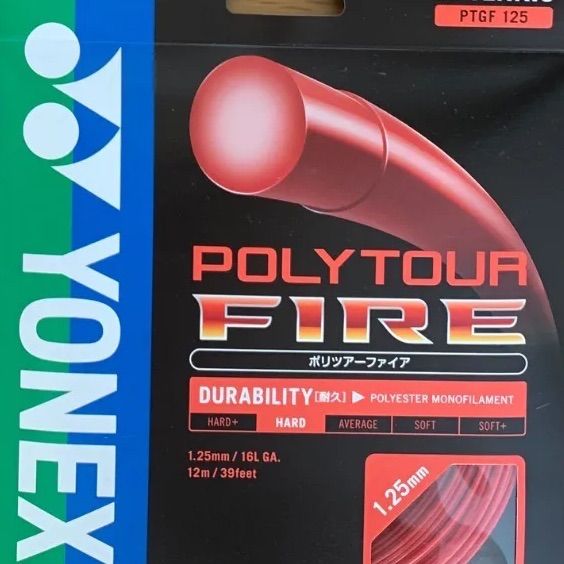 PTGF 125
YONEX
POLYTOUR
FIRE
ポリツアーファイア
DURABILITY [耐久] ▶ POLYESTER MONOFILAMENT
HARD+ HARD AVERAGE SOFT SOFT+
1.25mm / 16L GA.
12m / 39feet
1.25mm